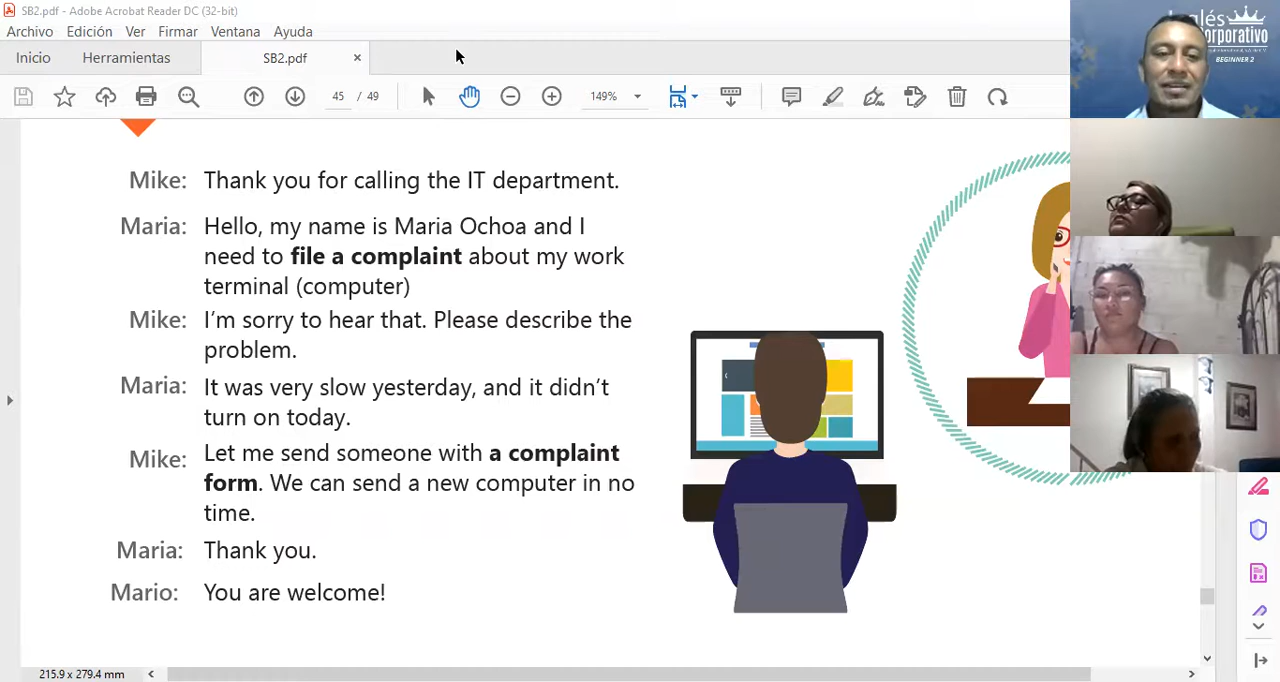 SB2.pdf - Adobe Acrobat Reader DC (32-bit)
Archivo Edición Ver Firmar Ventana Ayuda
Inicio Herramientas SB2.pdf ×
45 / 49 149%
Mike: Thank you for calling the IT department.
Maria: Hello, my name is Maria Ochoa and I
need to file a complaint about my work
terminal (computer)
Mike: I'm sorry to hear that. Please describe the
problem.
Maria: It was very slow yesterday, and it didn't
turn on today.
Mike: Let me send someone with a complaint
form. We can send a new computer in no
time.
Maria: Thank you.
Mario: You are welcome!
215.9 x 279.4 mm
Inglés
Corporativo
BEGINNER 2